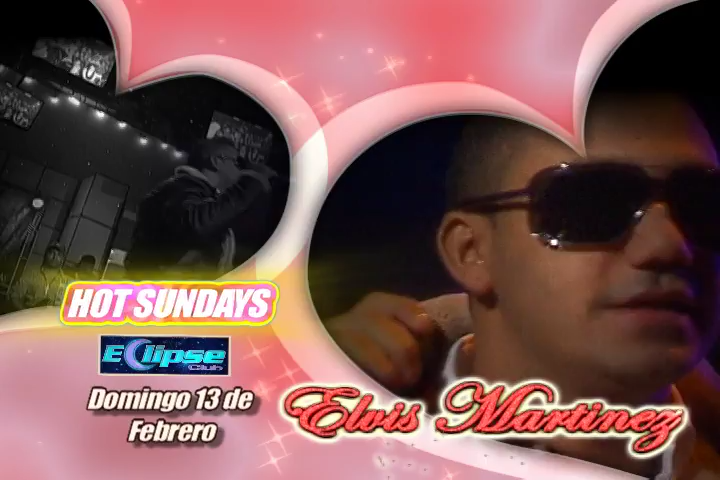 HOT SUNDAYS
Eclipse
Club
Domingo 13 de
Febrero
Elvis Martinez